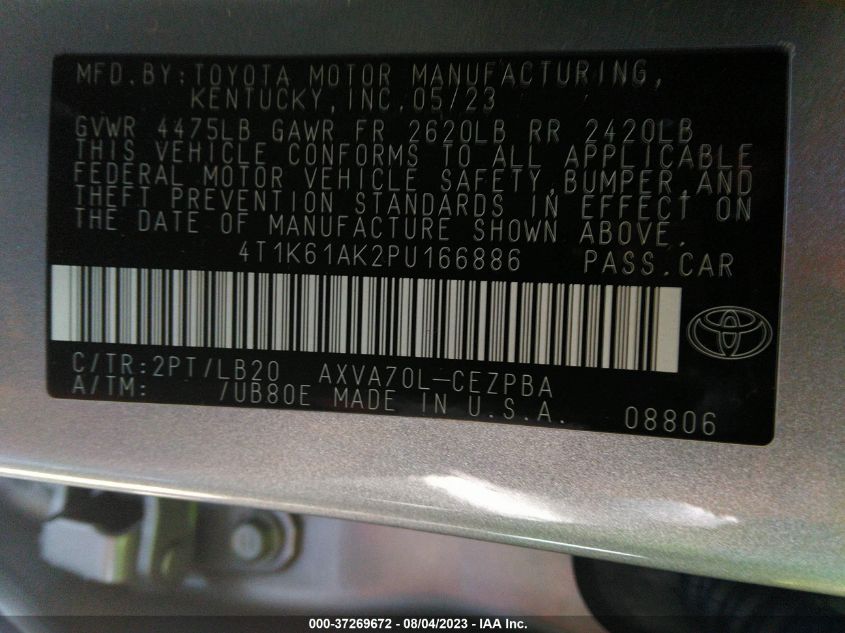 MFD. BY: TOYOTA MOTOR MANUFACTURING,
KENTUCKY, INC. 05/23
GVWR 4475LB GAWR FR 2620LB RR 2420LB
THIS VEHICLE CONFORMS TO ALL APPLICABLE
FEDERAL MOTOR VEHICLE SAFETY, BUMPER, AND
THEFT PREVENTION STANDARDS IN EFFECT ON
THE DATE OF MANUFACTURE SHOWN ABOVE.
4T1K61AK2PU166886 PASS. CAR
C/TR: 2PT/LB20 AXVA70L-CEZPBA
A/TM: /UB80E MADE IN U.S.A. 08806
000-37269672 - 08/04/2023 - IAA Inc.